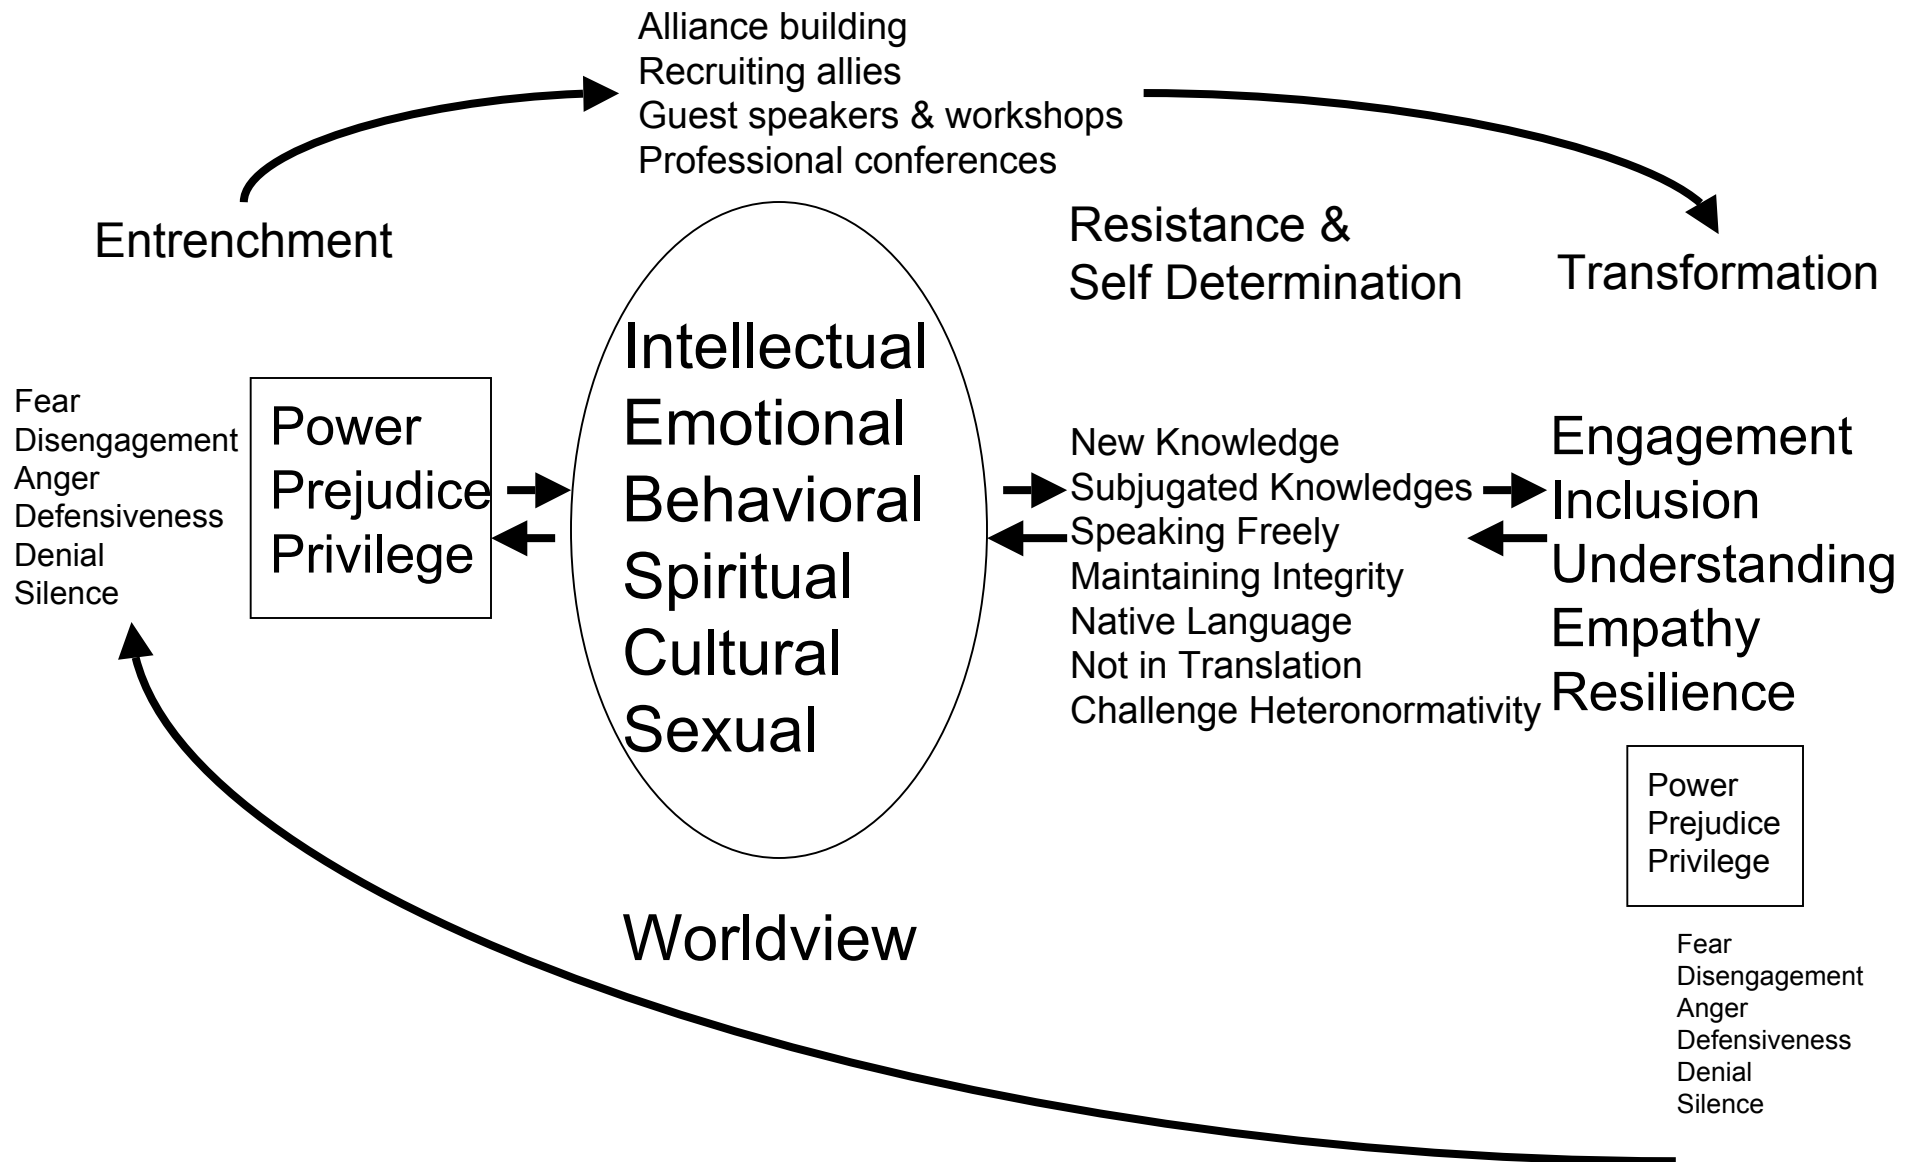 Alliance building
Recruiting allies
Guest speakers & workshops
Professional conferences
Entrenchment
Resistance &
Self Determination
Transformation
Fear
Disengagement
Anger
Defensiveness
Denial
Silence
Power
Prejudice
Privilege
Intellectual
Emotional
Behavioral
Spiritual
Cultural
Sexual
Worldview
New Knowledge
Subjugated Knowledges
Speaking Freely
Maintaining Integrity
Native Language
Not in Translation
Challenge Heteronormativity
Engagement
Inclusion
Understanding
Empathy
Resilience
Power
Prejudice
Privilege
Fear
Disengagement
Anger
Defensiveness
Denial
Silence